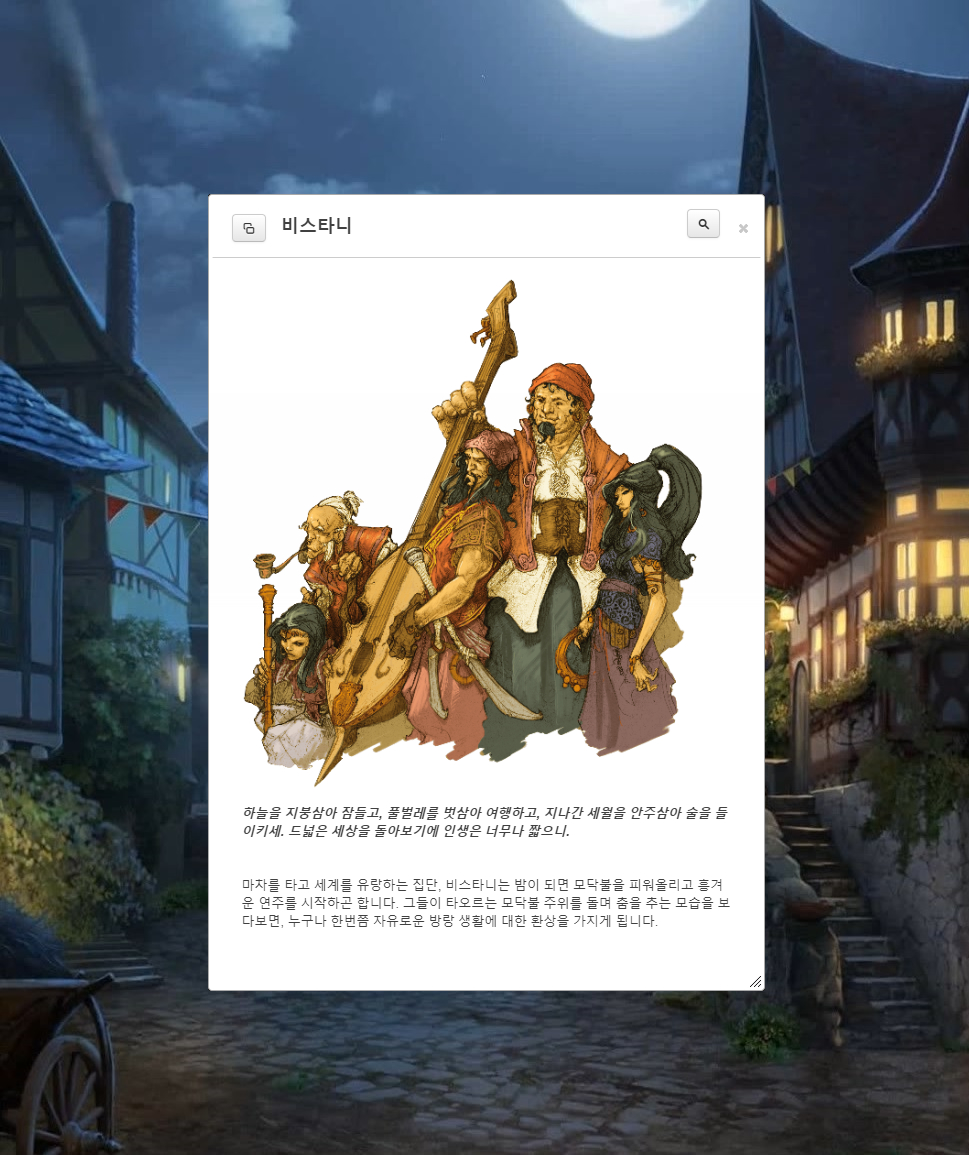 비스타니
하늘을 지붕삼아 잠들고, 풀벌레를 벗삼아 여행하고, 지나간 세월을 안주삼아 술을 들
이키세. 드넓은 세상을 돌아보기에 인생은 너무나 짧으니.
마차를 타고 세계를 유랑하는 집단, 비스타니는 밤이 되면 모닥불을 피워올리고 흥겨
운 연주를 시작하곤 합니다. 그들이 타오르는 모닥불 주위를 돌며 춤을 추는 모습을 보
다보면, 누구나 한번쯤 자유로운 방랑 생활에 대한 환상을 가지게 됩니다.